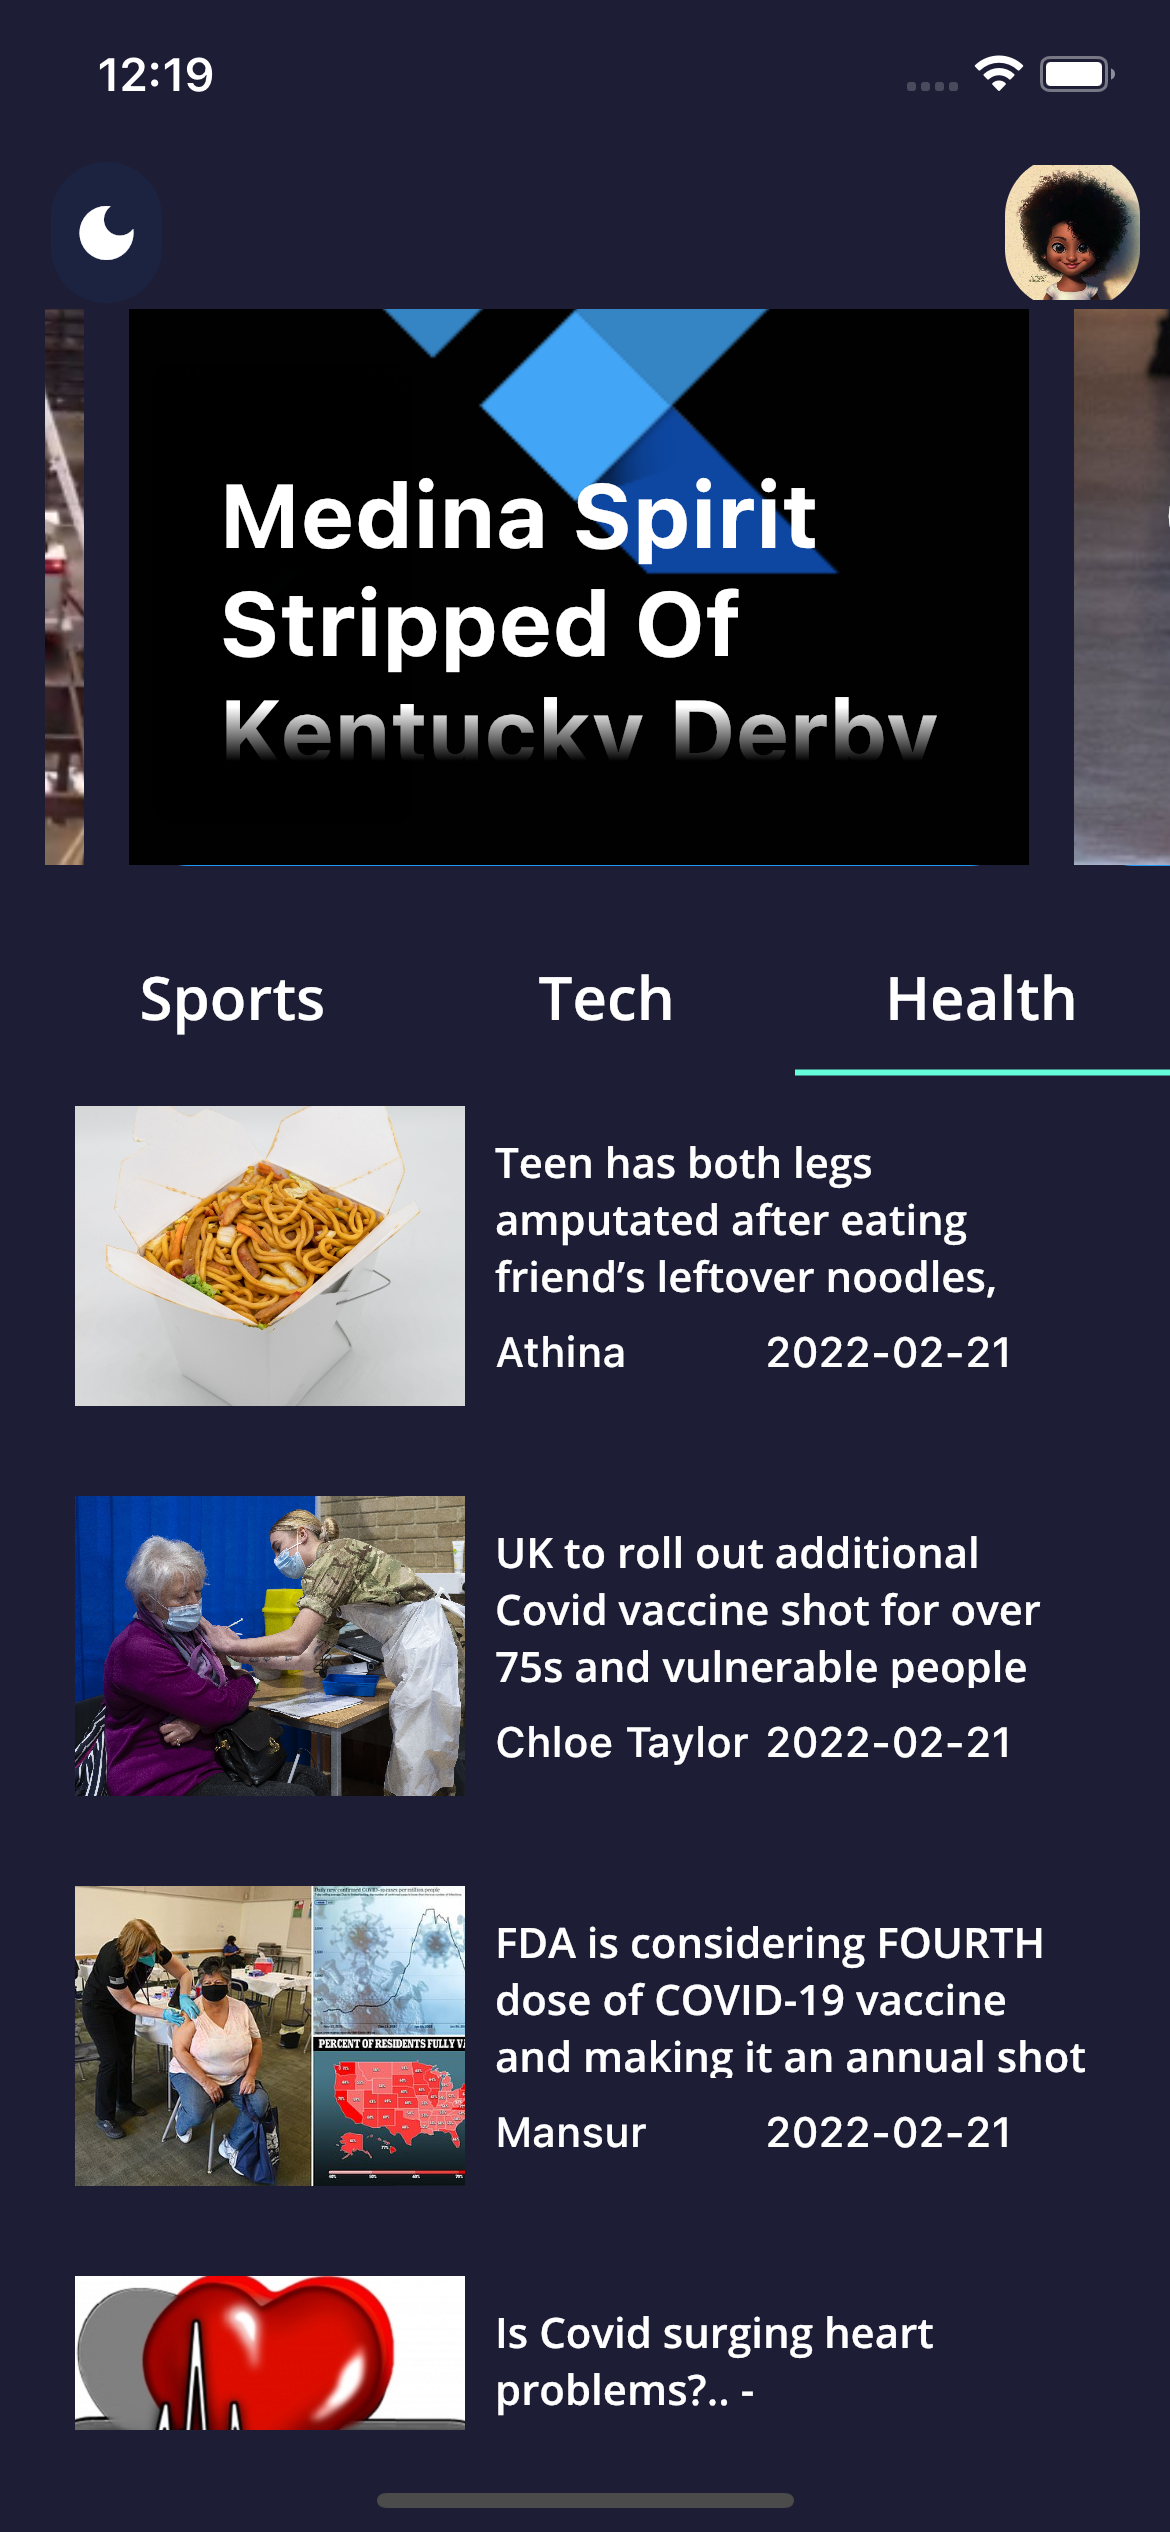 12:19
Medina Spirit
Stripped Of
Kentucky Derby
Sports
Tech
Health
Teen has both legs
amputated after eating
friend’s leftover noodles,
Athina
2022-02-21
UK to roll out additional
Covid vaccine shot for over
75s and vulnerable people
Chloe Taylor 2022-02-21
PERCENT OF RESIDENTS FULLY
FDA is considering FOURTH
dose of COVID-19 vaccine
and making it an annual shot
Mansur
2022-02-21
Is Covid surging heart
problems?.. -